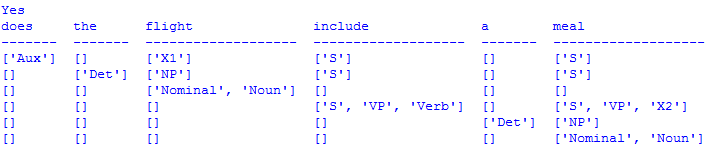 Yes
does     the      flight               include              a        meal
-------  -------  -------------------  -------------------  -------  -------------------
['Aux']  []       ['X1']               ['S']                []       ['S']
[]       ['Det']  ['NP']               ['S']                []       ['S']
[]       []       ['Nominal', 'Noun']  []                   []       []
[]       []       []                   ['S', 'VP', 'Verb']  []       ['S', 'VP', 'X2']
[]       []       []                   []                   ['Det']  ['NP']
[]       []       []                   []                   []       ['Nominal', 'Noun']